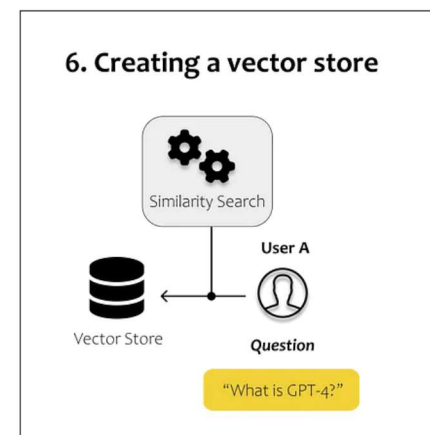 6. Creating a vector store
Similarity Search
User A
Vector Store
Question
“What is GPT-4?”